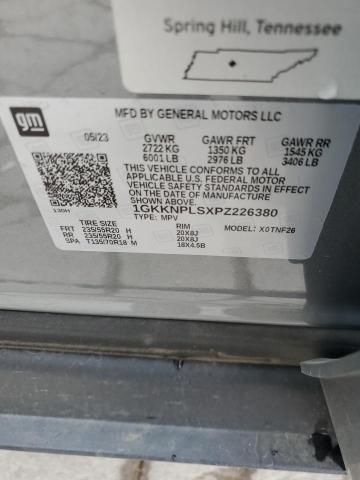 Spring Hill, Tennessee
gm
MFD BY GENERAL MOTORS LLC
05/23 GVWR GAWR FRT GAWR RR
2722 KG 1350 KG 1545 KG
6001 LB 2976 LB 3406 LB
THIS VEHICLE CONFORMS TO ALL APPLICABLE
U.S. FEDERAL MOTOR
VEHICLE SAFETY STANDARDS IN EFFECT
ON THE DATE OF MANUFACTURE
SHOWN ABOVE.
1GKKNPLSXPZ226380
TYPE: MPV MODEL: X0TNF26
TIRE SIZE RIM
FRT 235/55R20 H 20X8J
RR 235/55R20 H 20X8J
SPA T135/70R18 M 18X4.5B